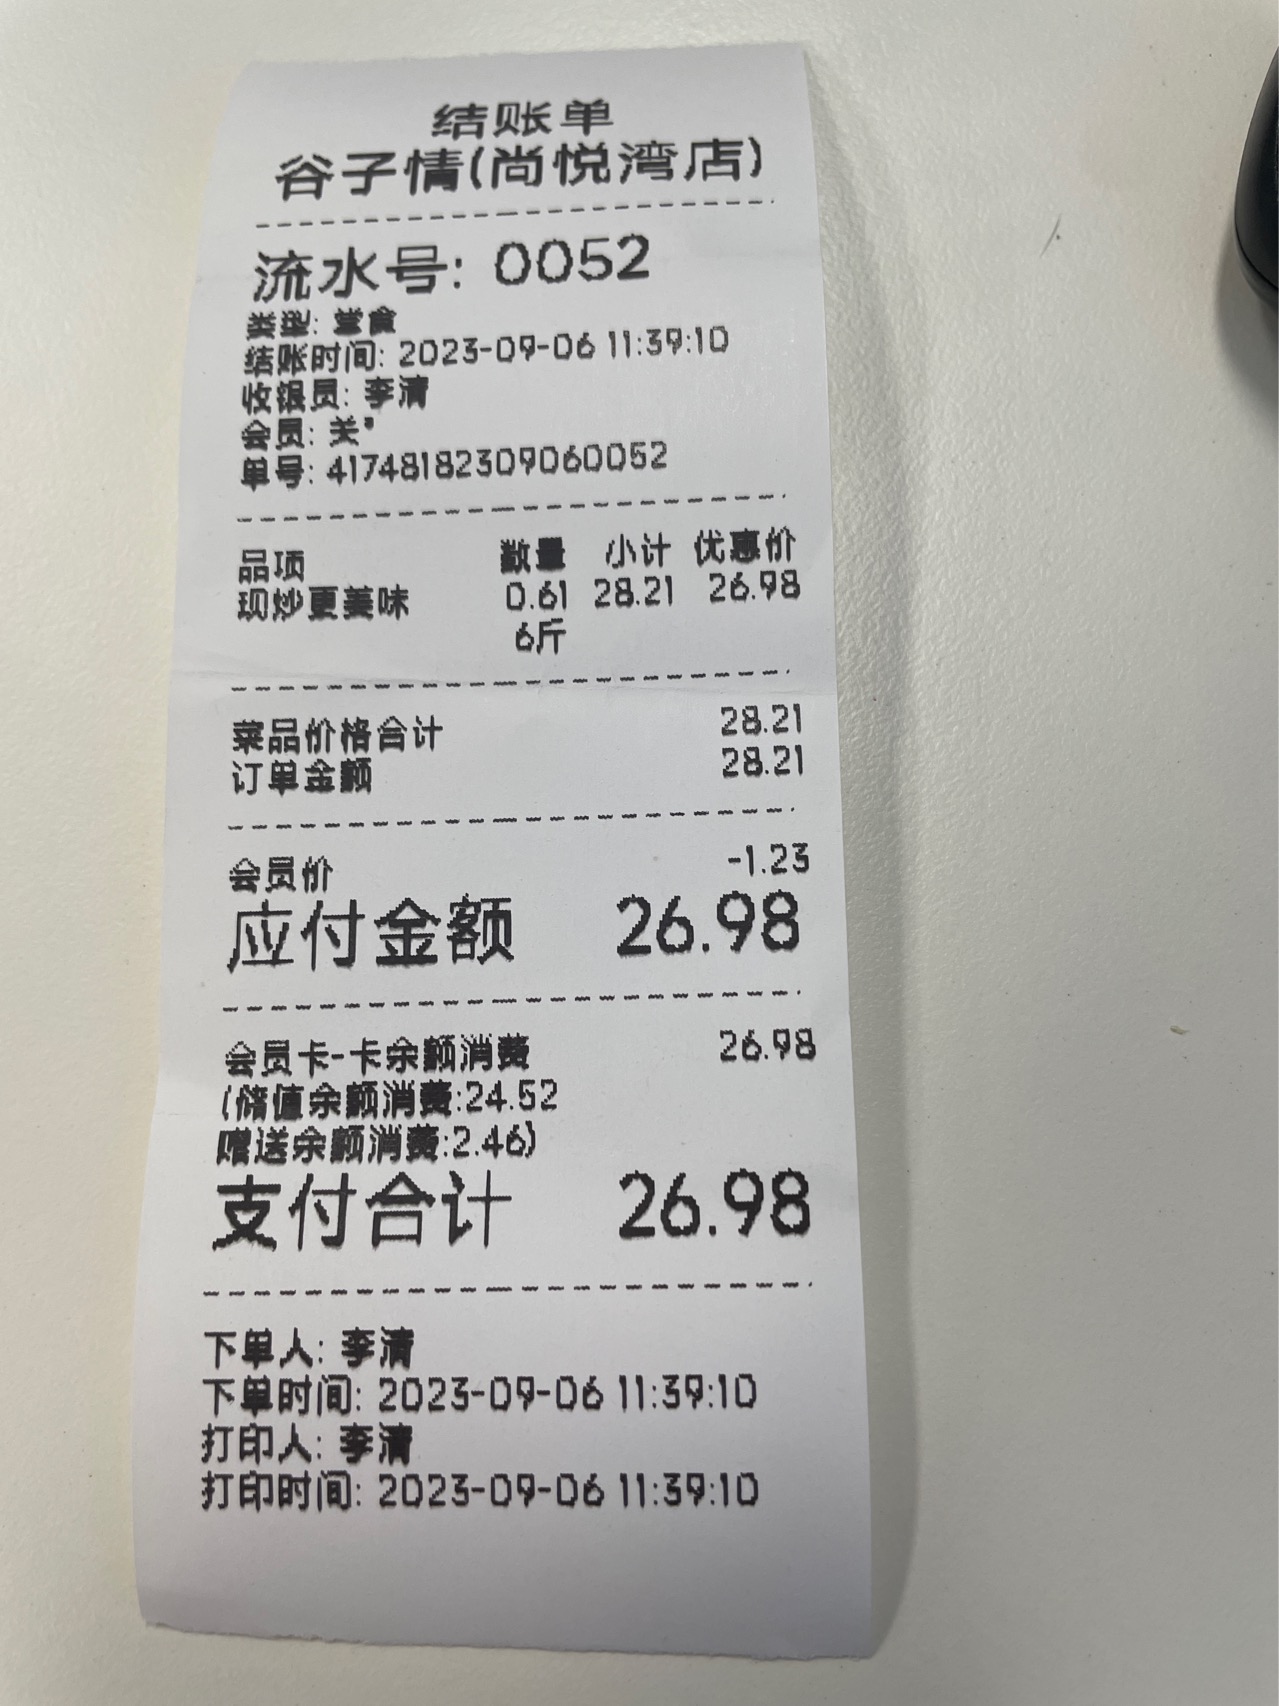 结账单
谷子情(尚悦湾店)
流水号: 0052
类型: 堂食
结账时间: 2023-09-06 11:39:10
收银员: 李清
会员: 关*
单号: 41748182309060052
品项 数量 小计 优惠价
现炒更美味 0.61 28.21 26.98
6斤
菜品价格合计 28.21
订单金额 28.21
会员价 -1.23
应付金额 26.98
会员卡-卡余额消费 26.98
(储值余额消费:24.52
赠送余额消费:2.46)
支付合计 26.98
下单人: 李清
下单时间: 2023-09-06 11:39:10
打印人: 李清
打印时间: 2023-09-06 11:39:10